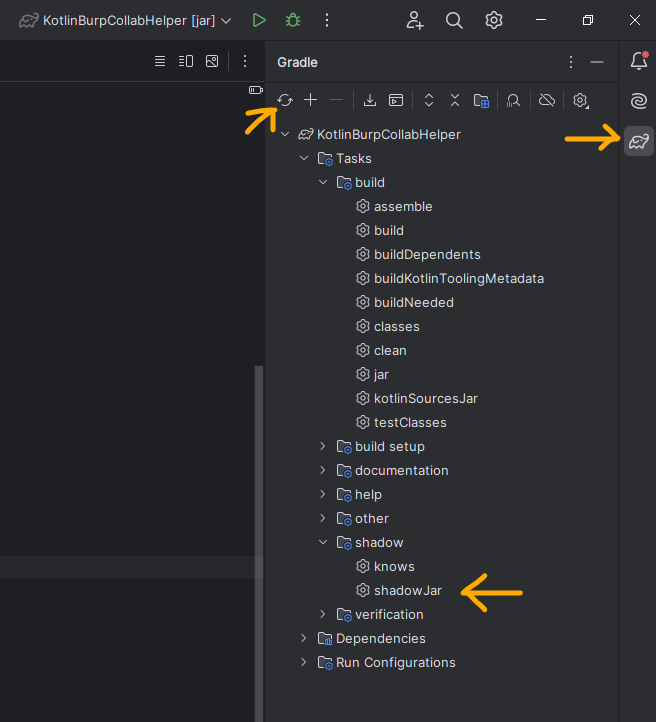 KotlinBurpCollabHelper [jar]
Gradle
KotlinBurpCollabHelper
Tasks
build
assemble
build
buildDependents
buildKotlinToolingMetadata
buildNeeded
classes
clean
jar
kotlinSourcesJar
testClasses
build setup
documentation
help
other
shadow
knows
shadowJar
verification
Dependencies
Run Configurations